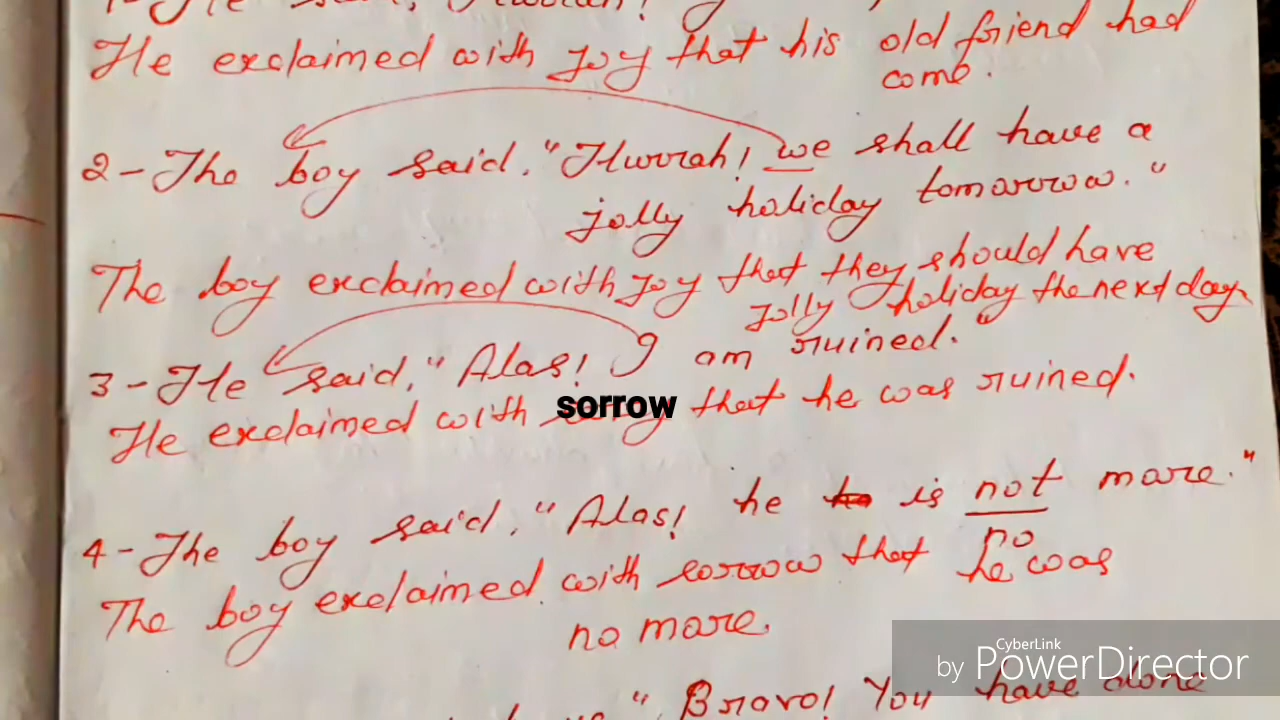 He exclaimed with joy that his old friend had
come.
2 - The boy said, "Hurrah! we shall have a
jolly holiday tomorrow."
The boy exclaimed with joy that they should have
jolly holiday the next day.
3 - He said, "Alas! I am ruined."
He exclaimed with sorrow that he was ruined.
4 - The boy said, "Alas! he is not more."
no
The boy exclaimed with sorrow that he was
no more.
" Bravo! You have done
CyberLink
by PowerDirector